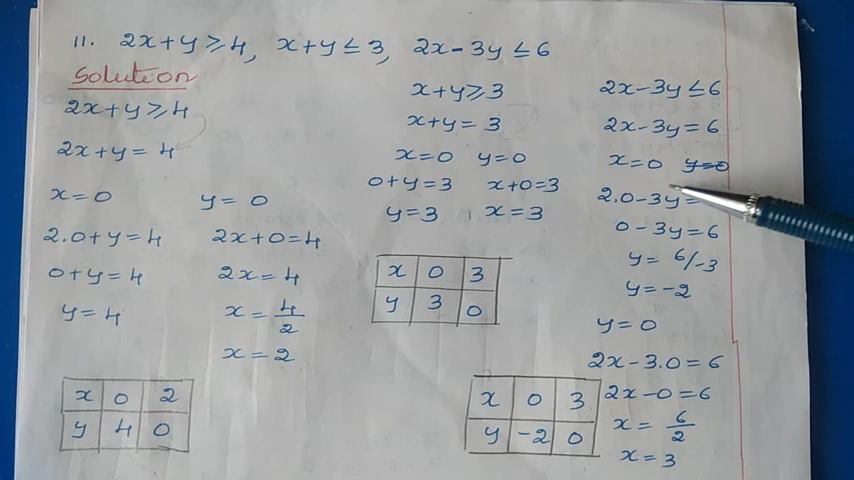 11. 2x+y≥4, x+y≤3, 2x-3y≤6
Solution
2x+y≥4
2x+y=4
x=0 y=0
2.0+y=4 2x+0=4
0+y=4 2x=4
y=4 x=4/2
x=2
x 0 2
y 4 0
x+y≥3
x+y=3
x=0 y=0
0+y=3 x+0=3
y=3 x=3
x 0 3
y 3 0
2x-3y≤6
2x-3y=6
x=0 y=0
2.0-3y=
0-3y=6
y=6/-3
y=-2
y=0
2x-3.0=6
2x-0=6
x=6/2
x=3
x 0 3
y -2 0